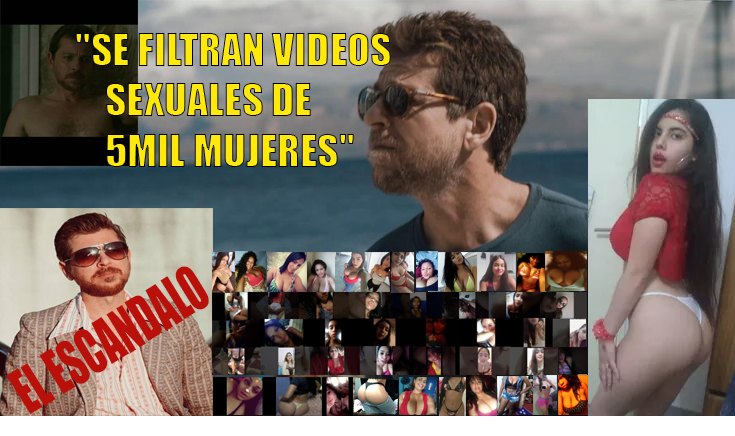 "SE FILTRAN VIDEOS
SEXUALES DE
5MIL MUJERES"
EL ESCANDALO